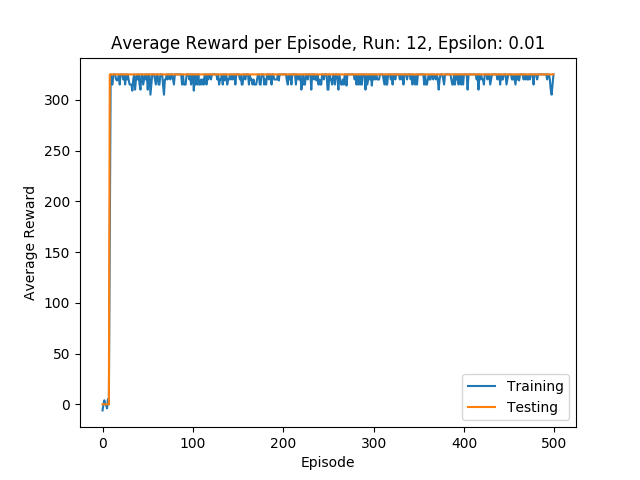 Average Reward per Episode, Run: 12, Epsilon: 0.01
Average Reward
300
250
200
150
100
50
0
0 100 200 300 400 500
Episode
Training
Testing